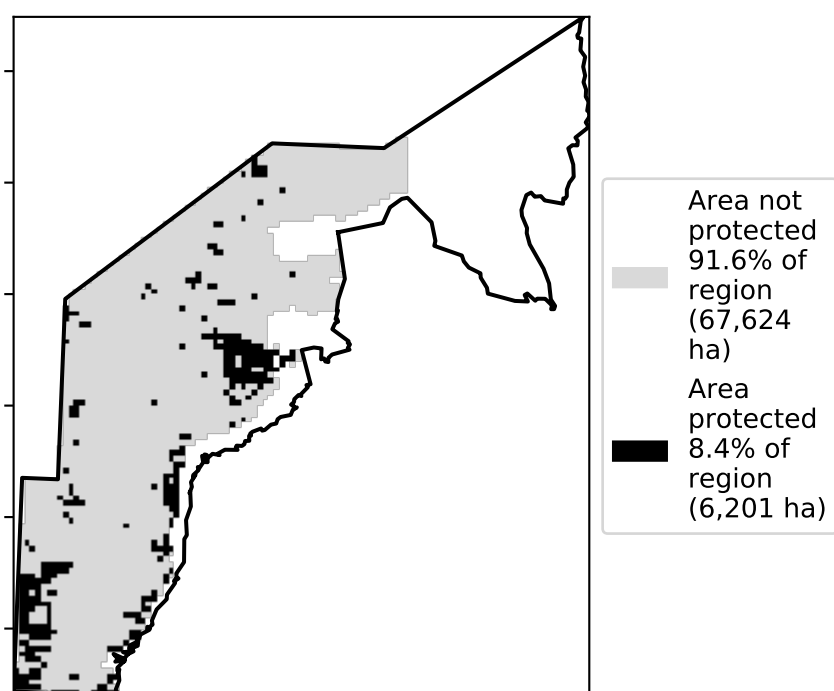 Area not
protected
91.6% of
region
(67,624
ha)
Area
protected
8.4% of
region
(6,201 ha)